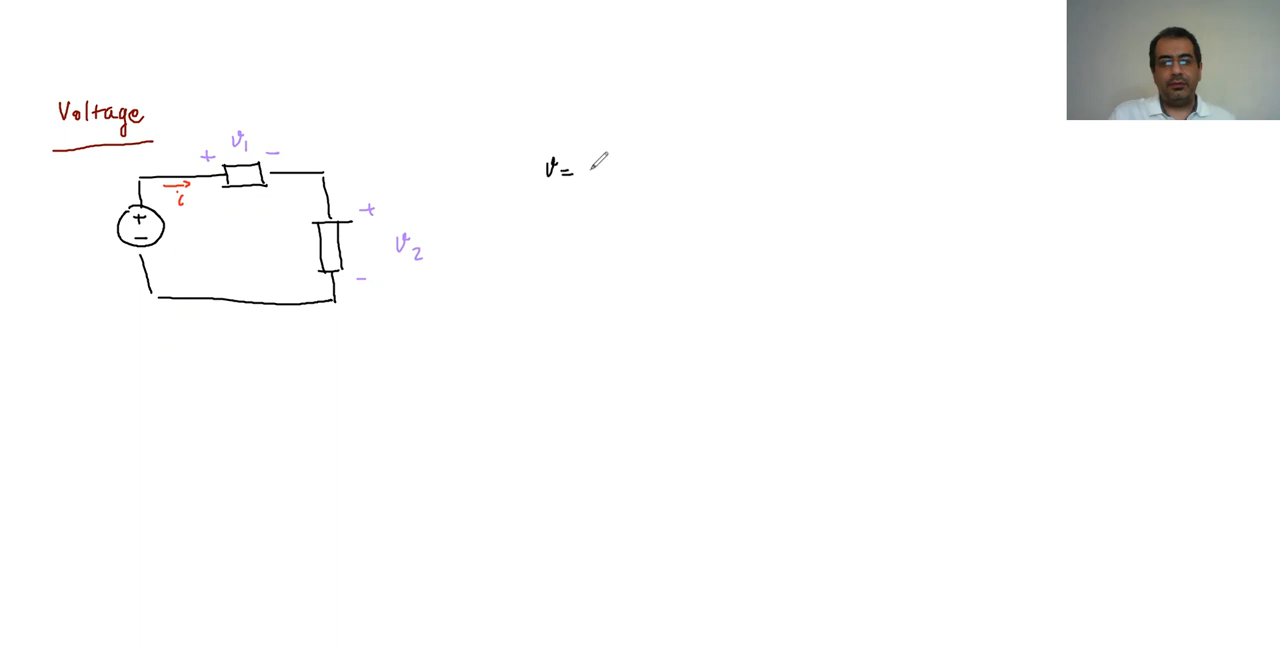 Voltage
+ v₁ -
i
+
-
+
v₂
-
v =